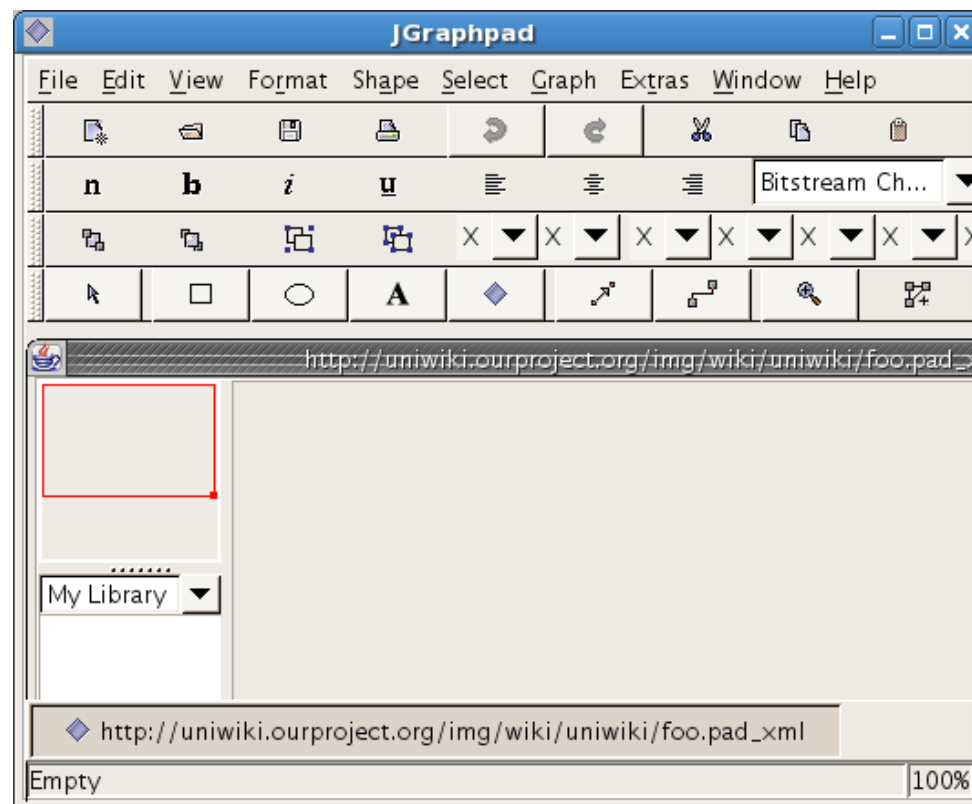 JGraphpad
File Edit View Format Shape Select Graph Extras Window Help
n b i u Bitstream Ch...
X X X X X X
A
http://uniwiki.ourproject.org/img/wiki/uniwiki/foo.pad_x
My Library
http://uniwiki.ourproject.org/img/wiki/uniwiki/foo.pad_xml
Empty 100%